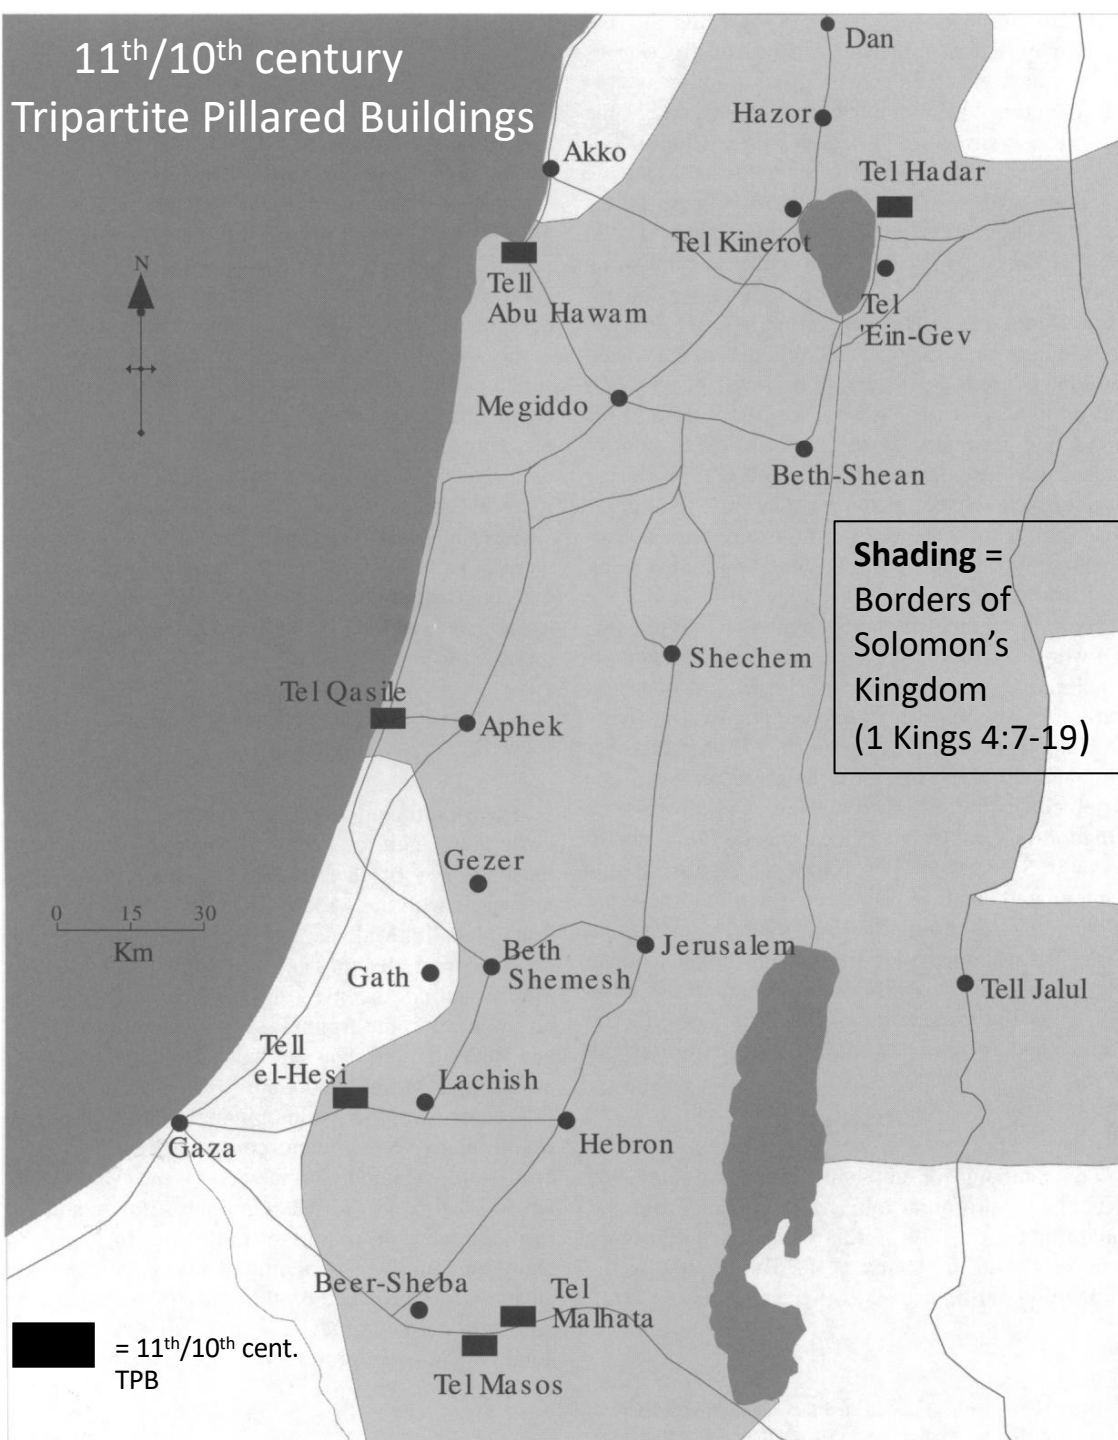 11th/10th century
Tripartite Pillared Buildings
Dan
Hazor
Akko
Tel Hadar
Tel Kinerot
N
Tell
Abu Hawam
Tel
'Ein-Gev
Megiddo
Beth-Shean
Shading =
Borders of
Solomon’s
Kingdom
(1 Kings 4:7-19)
Shechem
Tel Qasile
Aphek
Gezer
0 15 30
Km
Jerusalem
Beth
Shemesh
Gath
Tell Jalul
Tell
el-Hesi
Lachish
Gaza
Hebron
Beer-Sheba
Tel
Malhata
= 11th/10th cent.
TPB
Tel Masos